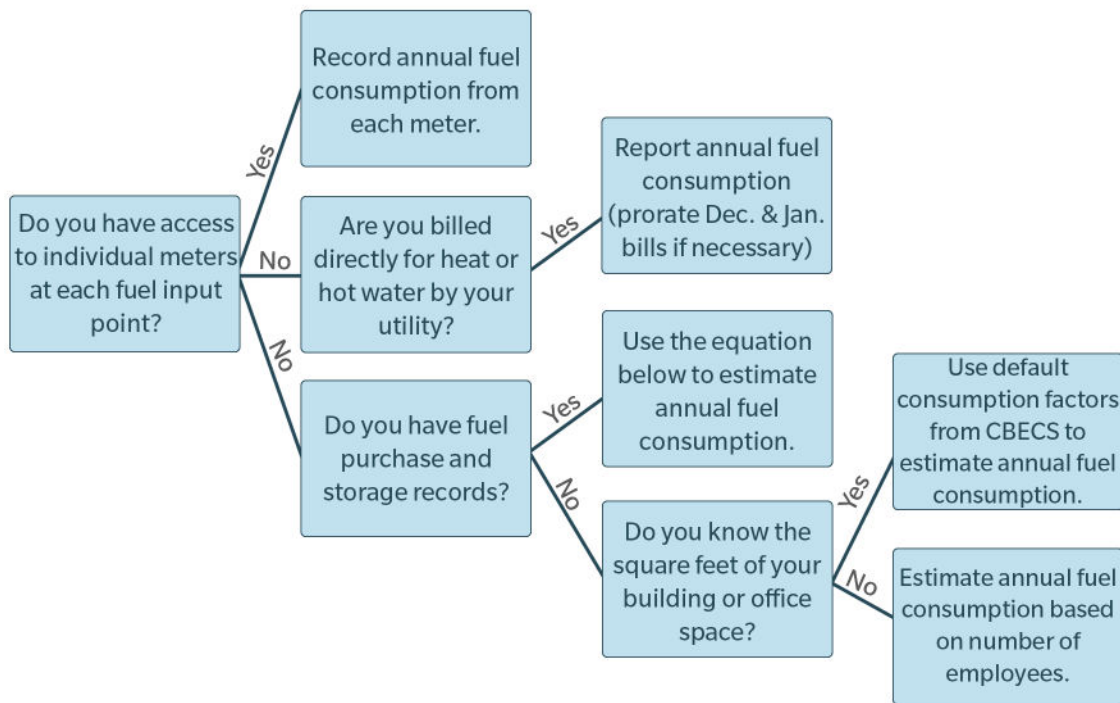 Do you have access
to individual meters
at each fuel input
point?
Yes
Record annual fuel
consumption from
each meter.
No
Are you billed
directly for heat or
hot water by your
utility?
Yes
Report annual fuel
consumption
(prorate Dec. & Jan.
bills if necessary)
No
Do you have fuel
purchase and
storage records?
Yes
Use the equation
below to estimate
annual fuel
consumption.
No
Do you know the
square feet of your
building or office
space?
Yes
Use default
consumption factors
from CBECS to
estimate annual fuel
consumption.
No
Estimate annual fuel
consumption based
on number of
employees.